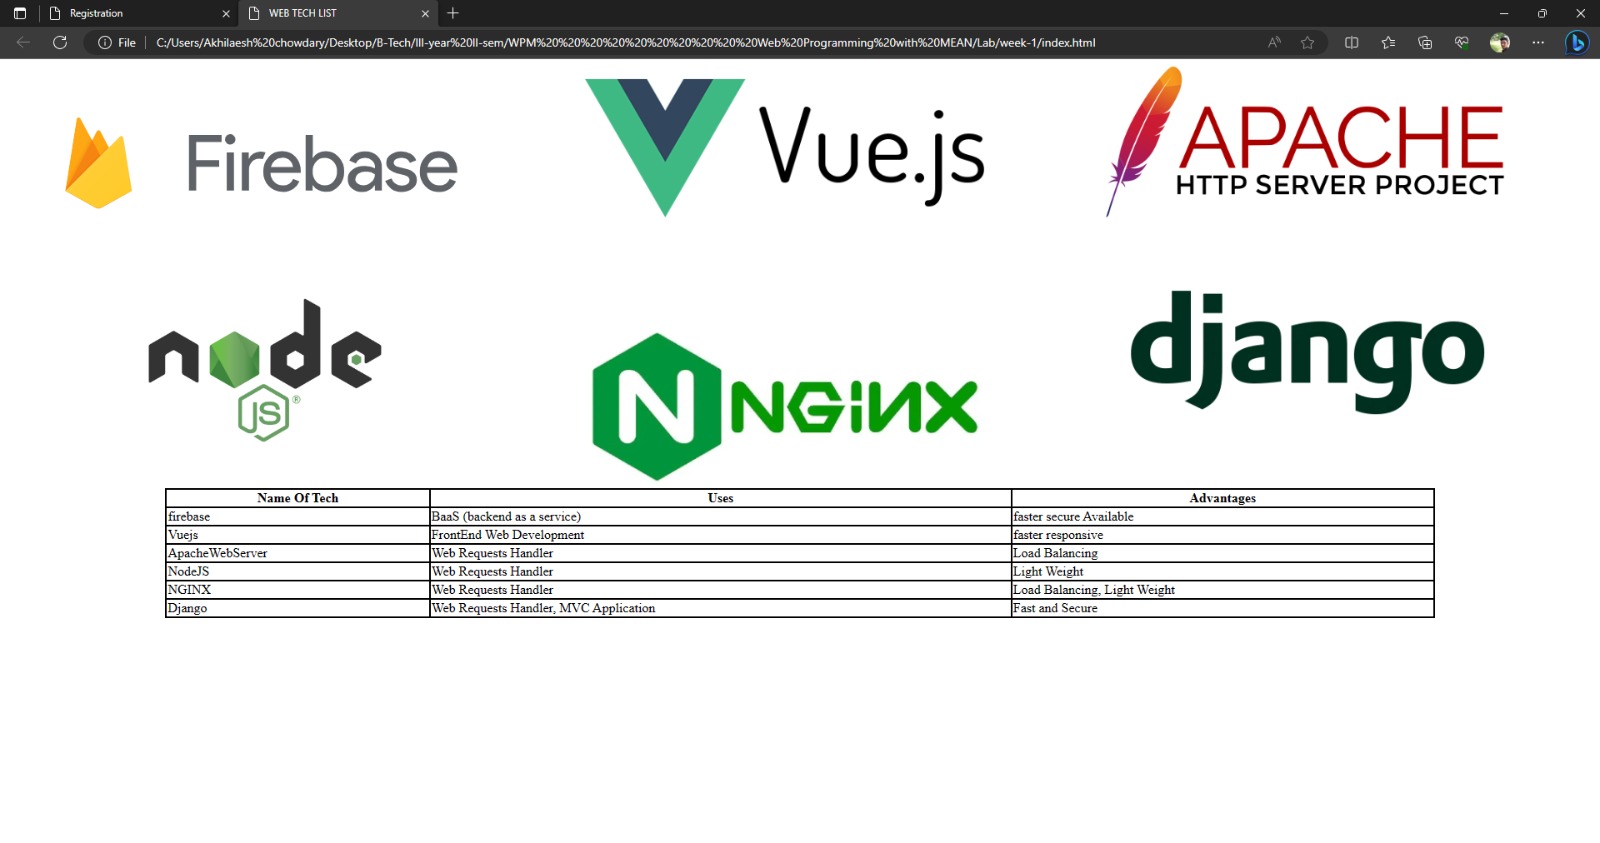 Registration
WEB TECH LIST
File C:/Users/Akhilaesh%20chowdary/Desktop/B-Tech/III-year%20II-sem/WPM%20%20%20%20%20%20%20%20%20%20Web%20Programming%20with%20MEAN/Lab/week-1/index.html
Firebase
Vue.js
APACHE
HTTP SERVER PROJECT
node
JS®
N NGINX
django
Name Of Tech Uses Advantages
firebase BaaS (backend as a service) faster secure Available
Vuejs FrontEnd Web Development faster responsive
ApacheWebServer Web Requests Handler Load Balancing
NodeJS Web Requests Handler Light Weight
NGINX Web Requests Handler Load Balancing, Light Weight
Django Web Requests Handler, MVC Application Fast and Secure